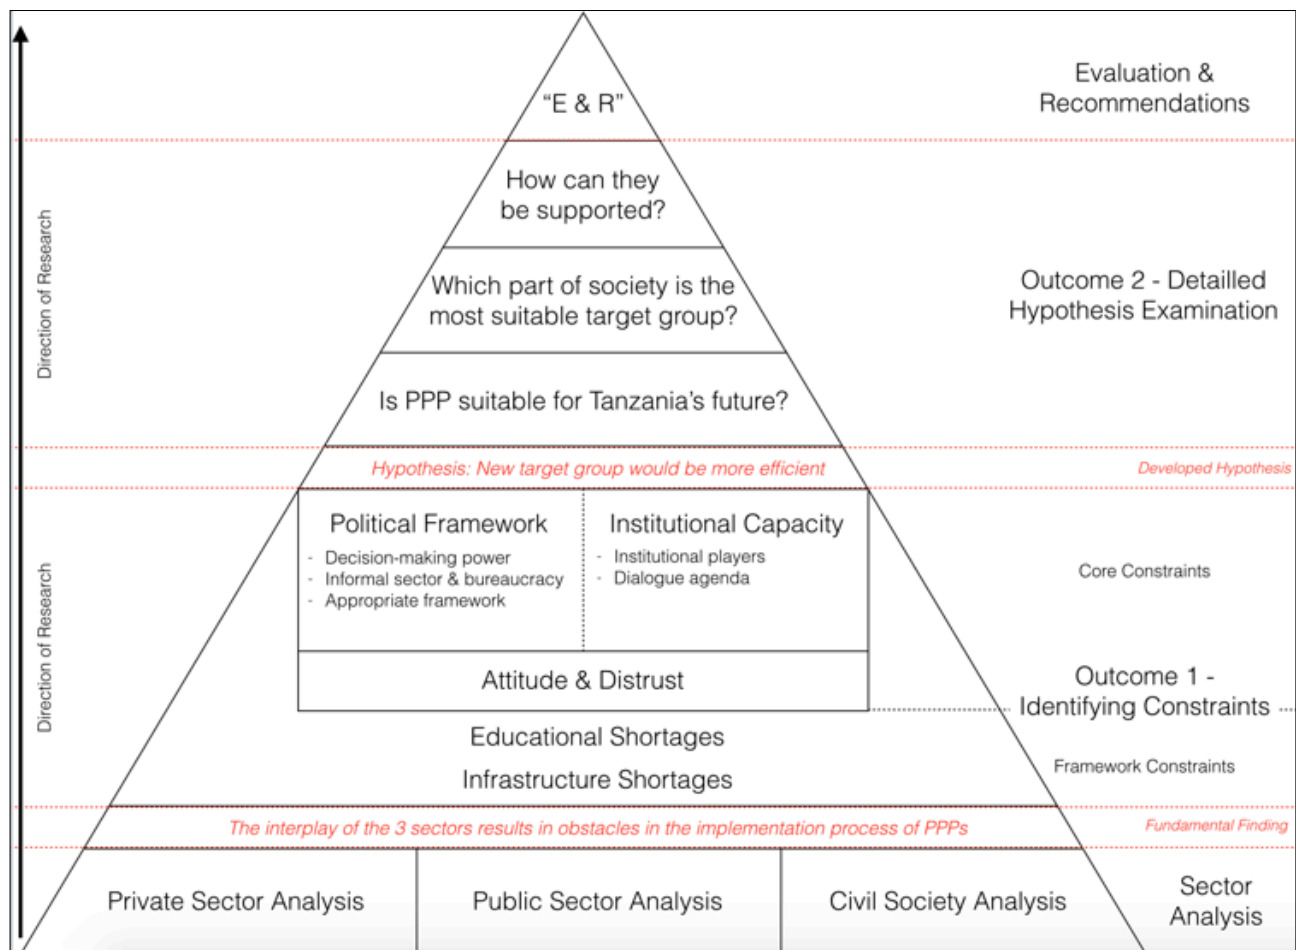 "E & R"
Evaluation &
Recommendations
How can they
be supported?
Which part of society is the
most suitable target group?
Is PPP suitable for Tanzania's future?
Outcome 2 - Detailled
Hypothesis Examination
Direction of Research
Hypothesis: New target group would be more efficient
Developed Hypothesis
Political Framework
- Decision-making power
- Informal sector & bureaucracy
- Appropriate framework
Institutional Capacity
- Institutional players
- Dialogue agenda
Core Constraints
Attitude & Distrust
Outcome 1 -
Identifying Constraints
Educational Shortages
Infrastructure Shortages
Framework Constraints
Direction of Research
The interplay of the 3 sectors results in obstacles in the implementation process of PPPs
Fundamental Finding
Private Sector Analysis
Public Sector Analysis
Civil Society Analysis
Sector
Analysis